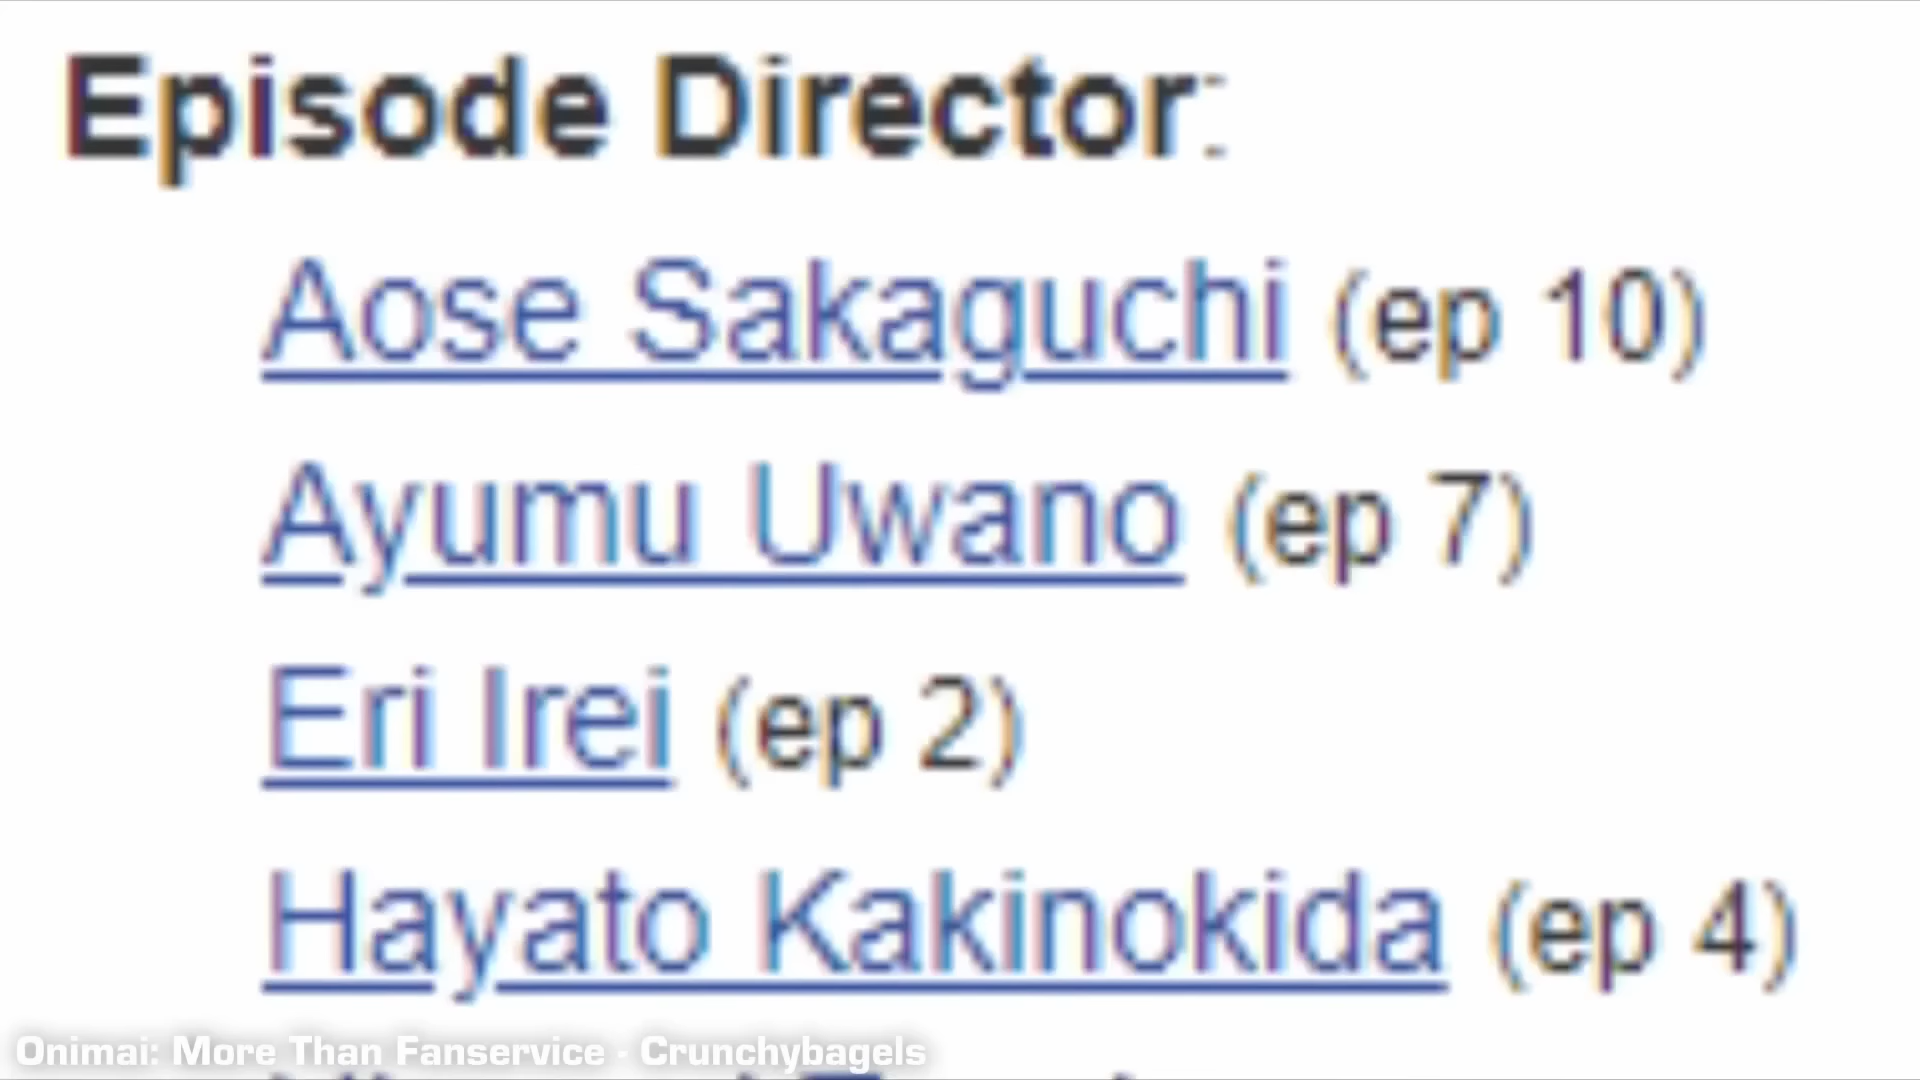 Episode Director:
Aose Sakaguchi (ep 10)
Ayumu Uwano (ep 7)
Eri Irei (ep 2)
Hayato Kakinokida (ep 4)
Onimai: More Than Fanservice - Crunchybagels